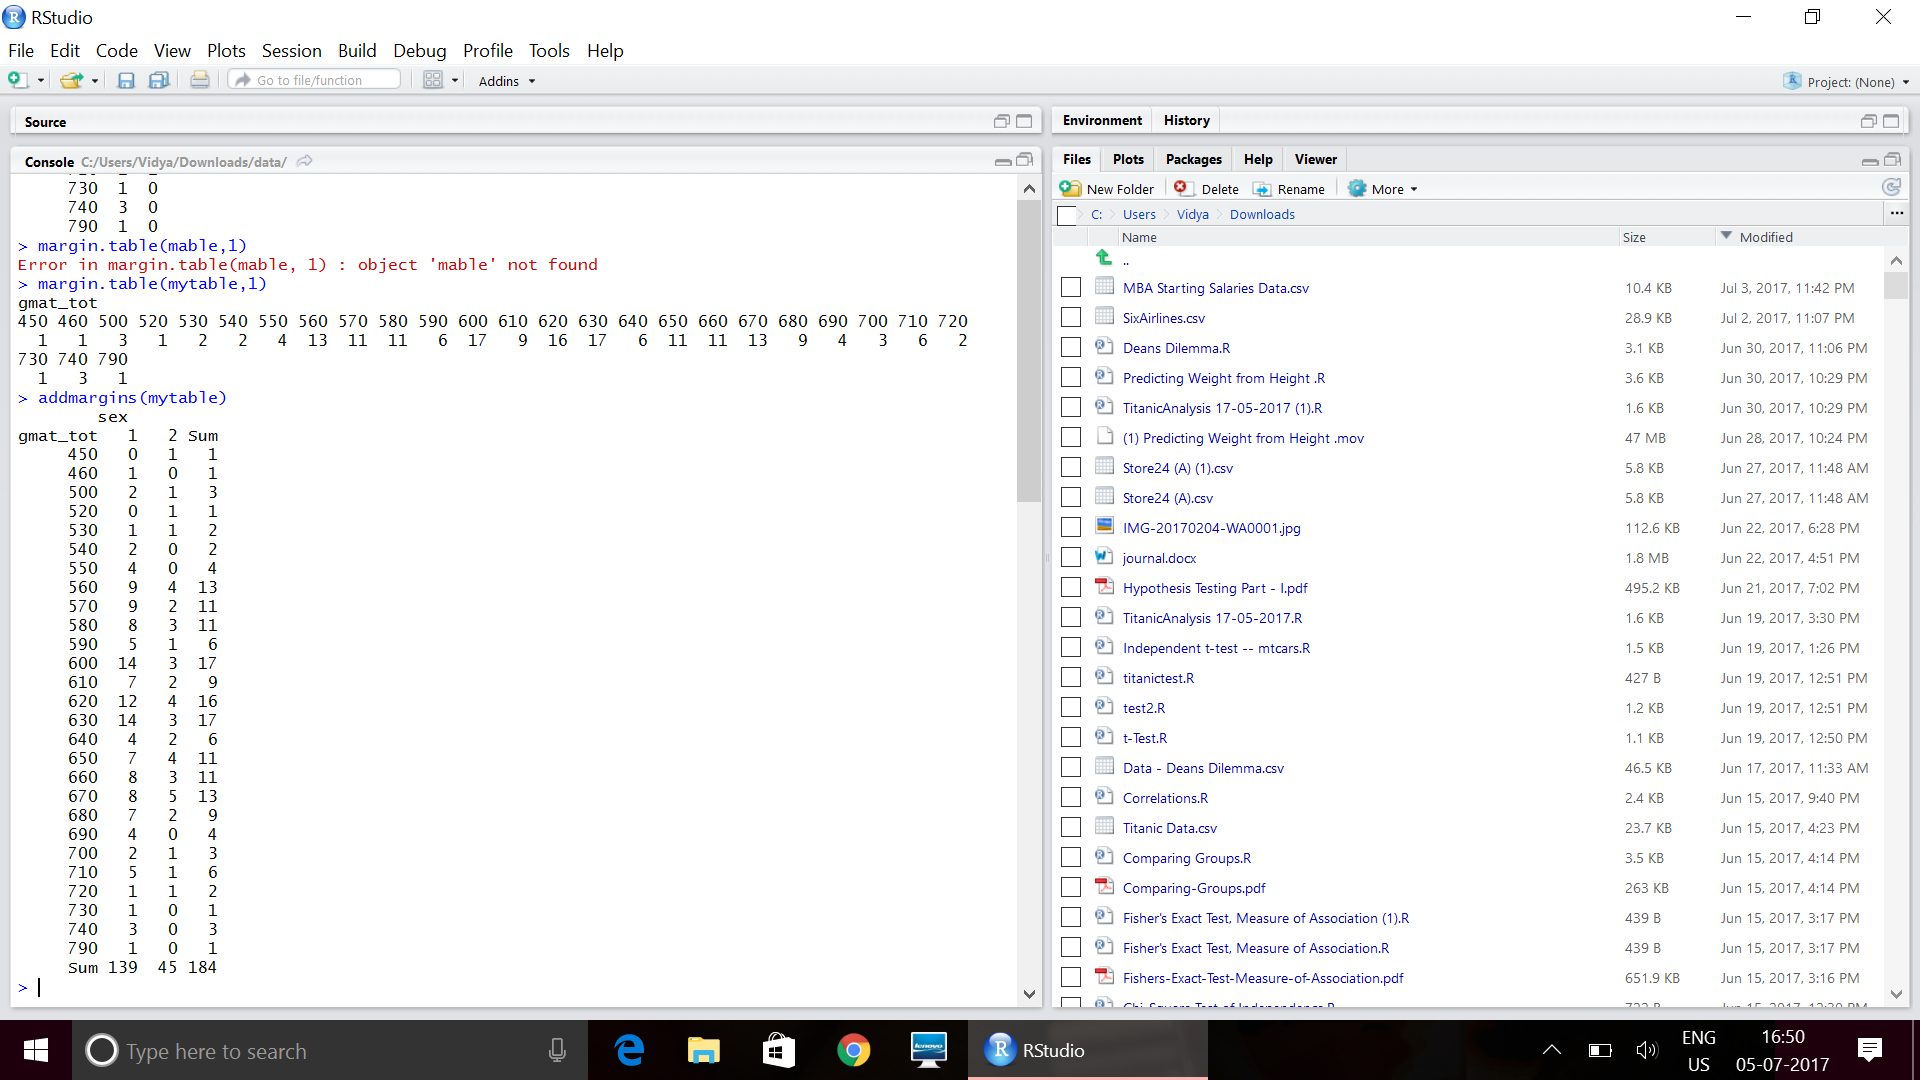 RStudio
File Edit Code View Plots Session Build Debug Profile Tools Help
Go to file/function Addins Project: (None)
Source
Console C:/Users/Vidya/Downloads/data/
730 1 0
740 3 0
790 1 0
> margin.table(mable,1)
Error in margin.table(mable, 1) : object 'mable' not found
> margin.table(mytable,1)
gmat_tot
450 460 500 520 530 540 550 560 570 580 590 600 610 620 630 640 650 660 670 680 690 700 710 720
1 1 3 1 2 2 4 13 11 11 6 17 9 16 17 6 11 11 13 9 4 3 6 2
730 740 790
1 3 1
> addmargins(mytable)
sex
gmat_tot 1 2 Sum
450 0 1 1
460 1 0 1
500 2 1 3
520 0 1 1
530 1 1 2
540 2 0 2
550 4 0 4
560 9 4 13
570 9 2 11
580 8 3 11
590 5 1 6
600 14 3 17
610 7 2 9
620 12 4 16
630 14 3 17
640 4 2 6
650 7 4 11
660 8 3 11
670 8 5 13
680 7 2 9
690 4 0 4
700 2 1 3
710 5 1 6
720 1 1 2
730 1 0 1
740 3 0 3
790 1 0 1
Sum 139 45 184
>
Environment History
Files Plots Packages Help Viewer
New Folder Delete Rename More
C: Users Vidya Downloads ...
Name Size Modified
..
MBA Starting Salaries Data.csv 10.4 KB Jul 3, 2017, 11:42 PM
SixAirlines.csv 28.9 KB Jul 2, 2017, 11:07 PM
Deans Dilemma.R 3.1 KB Jun 30, 2017, 11:06 PM
Predicting Weight from Height .R 3.6 KB Jun 30, 2017, 10:29 PM
TitanicAnalysis 17-05-2017 (1).R 1.6 KB Jun 30, 2017, 10:29 PM
(1) Predicting Weight from Height .mov 47 MB Jun 28, 2017, 10:24 PM
Store24 (A) (1).csv 5.8 KB Jun 27, 2017, 11:48 AM
Store24 (A).csv 5.8 KB Jun 27, 2017, 11:48 AM
IMG-20170204-WA0001.jpg 112.6 KB Jun 22, 2017, 6:28 PM
journal.docx 1.8 MB Jun 22, 2017, 4:51 PM
Hypothesis Testing Part - I.pdf 495.2 KB Jun 21, 2017, 7:02 PM
TitanicAnalysis 17-05-2017.R 1.6 KB Jun 19, 2017, 3:30 PM
Independent t-test -- mtcars.R 1.5 KB Jun 19, 2017, 1:26 PM
titanictest.R 427 B Jun 19, 2017, 12:51 PM
test2.R 1.2 KB Jun 19, 2017, 12:51 PM
t-Test.R 1.1 KB Jun 19, 2017, 12:50 PM
Data - Deans Dilemma.csv 46.5 KB Jun 17, 2017, 11:33 AM
Correlations.R 2.4 KB Jun 15, 2017, 9:40 PM
Titanic Data.csv 23.7 KB Jun 15, 2017, 4:23 PM
Comparing Groups.R 3.5 KB Jun 15, 2017, 4:14 PM
Comparing-Groups.pdf 263 KB Jun 15, 2017, 4:14 PM
Fisher's Exact Test, Measure of Association (1).R 439 B Jun 15, 2017, 3:17 PM
Fisher's Exact Test, Measure of Association.R 439 B Jun 15, 2017, 3:17 PM
Fishers-Exact-Test-Measure-of-Association.pdf 651.9 KB Jun 15, 2017, 3:16 PM
Type here to search lenovo RStudio ENG 16:50
US 05-07-2017